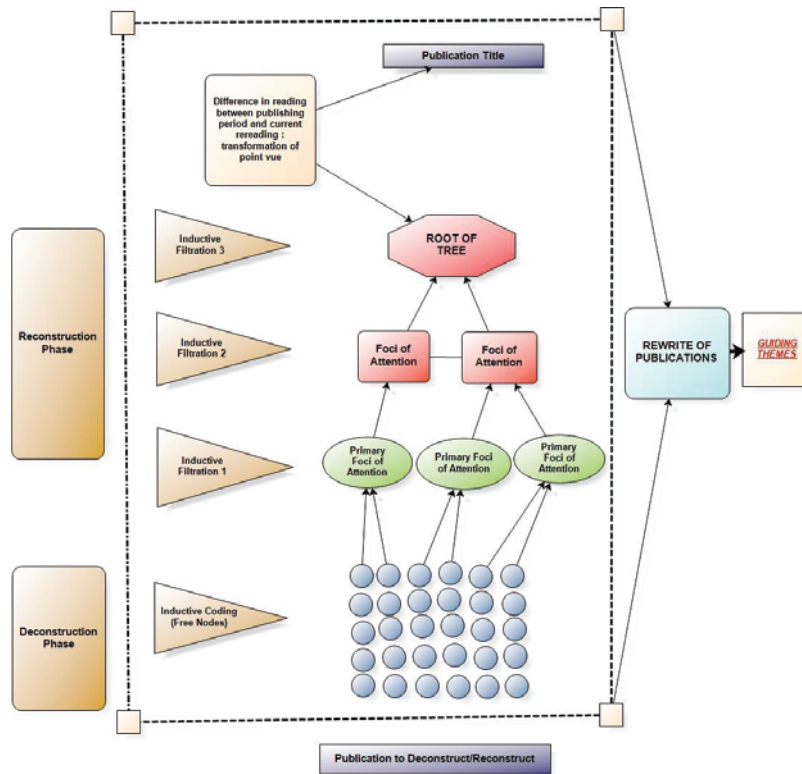 Publication Title
Difference in reading
between publishing
period and current
rereading :
transformation of
point vue
Inductive
Filtration 3
ROOT OF
TREE
Reconstruction
Phase
Inductive
Filtration 2
Foci of
Attention
Foci of
Attention
REWRITE OF
PUBLICATIONS
GUIDING
THEMES
Inductive
Filtration 1
Primary
Foci of
Attention
Primary Foci
of Attention
Primary
Foci of
Attention
Deconstruction
Phase
Inductive Coding
(Free Nodes)
Publication to Deconstruct/Reconstruct